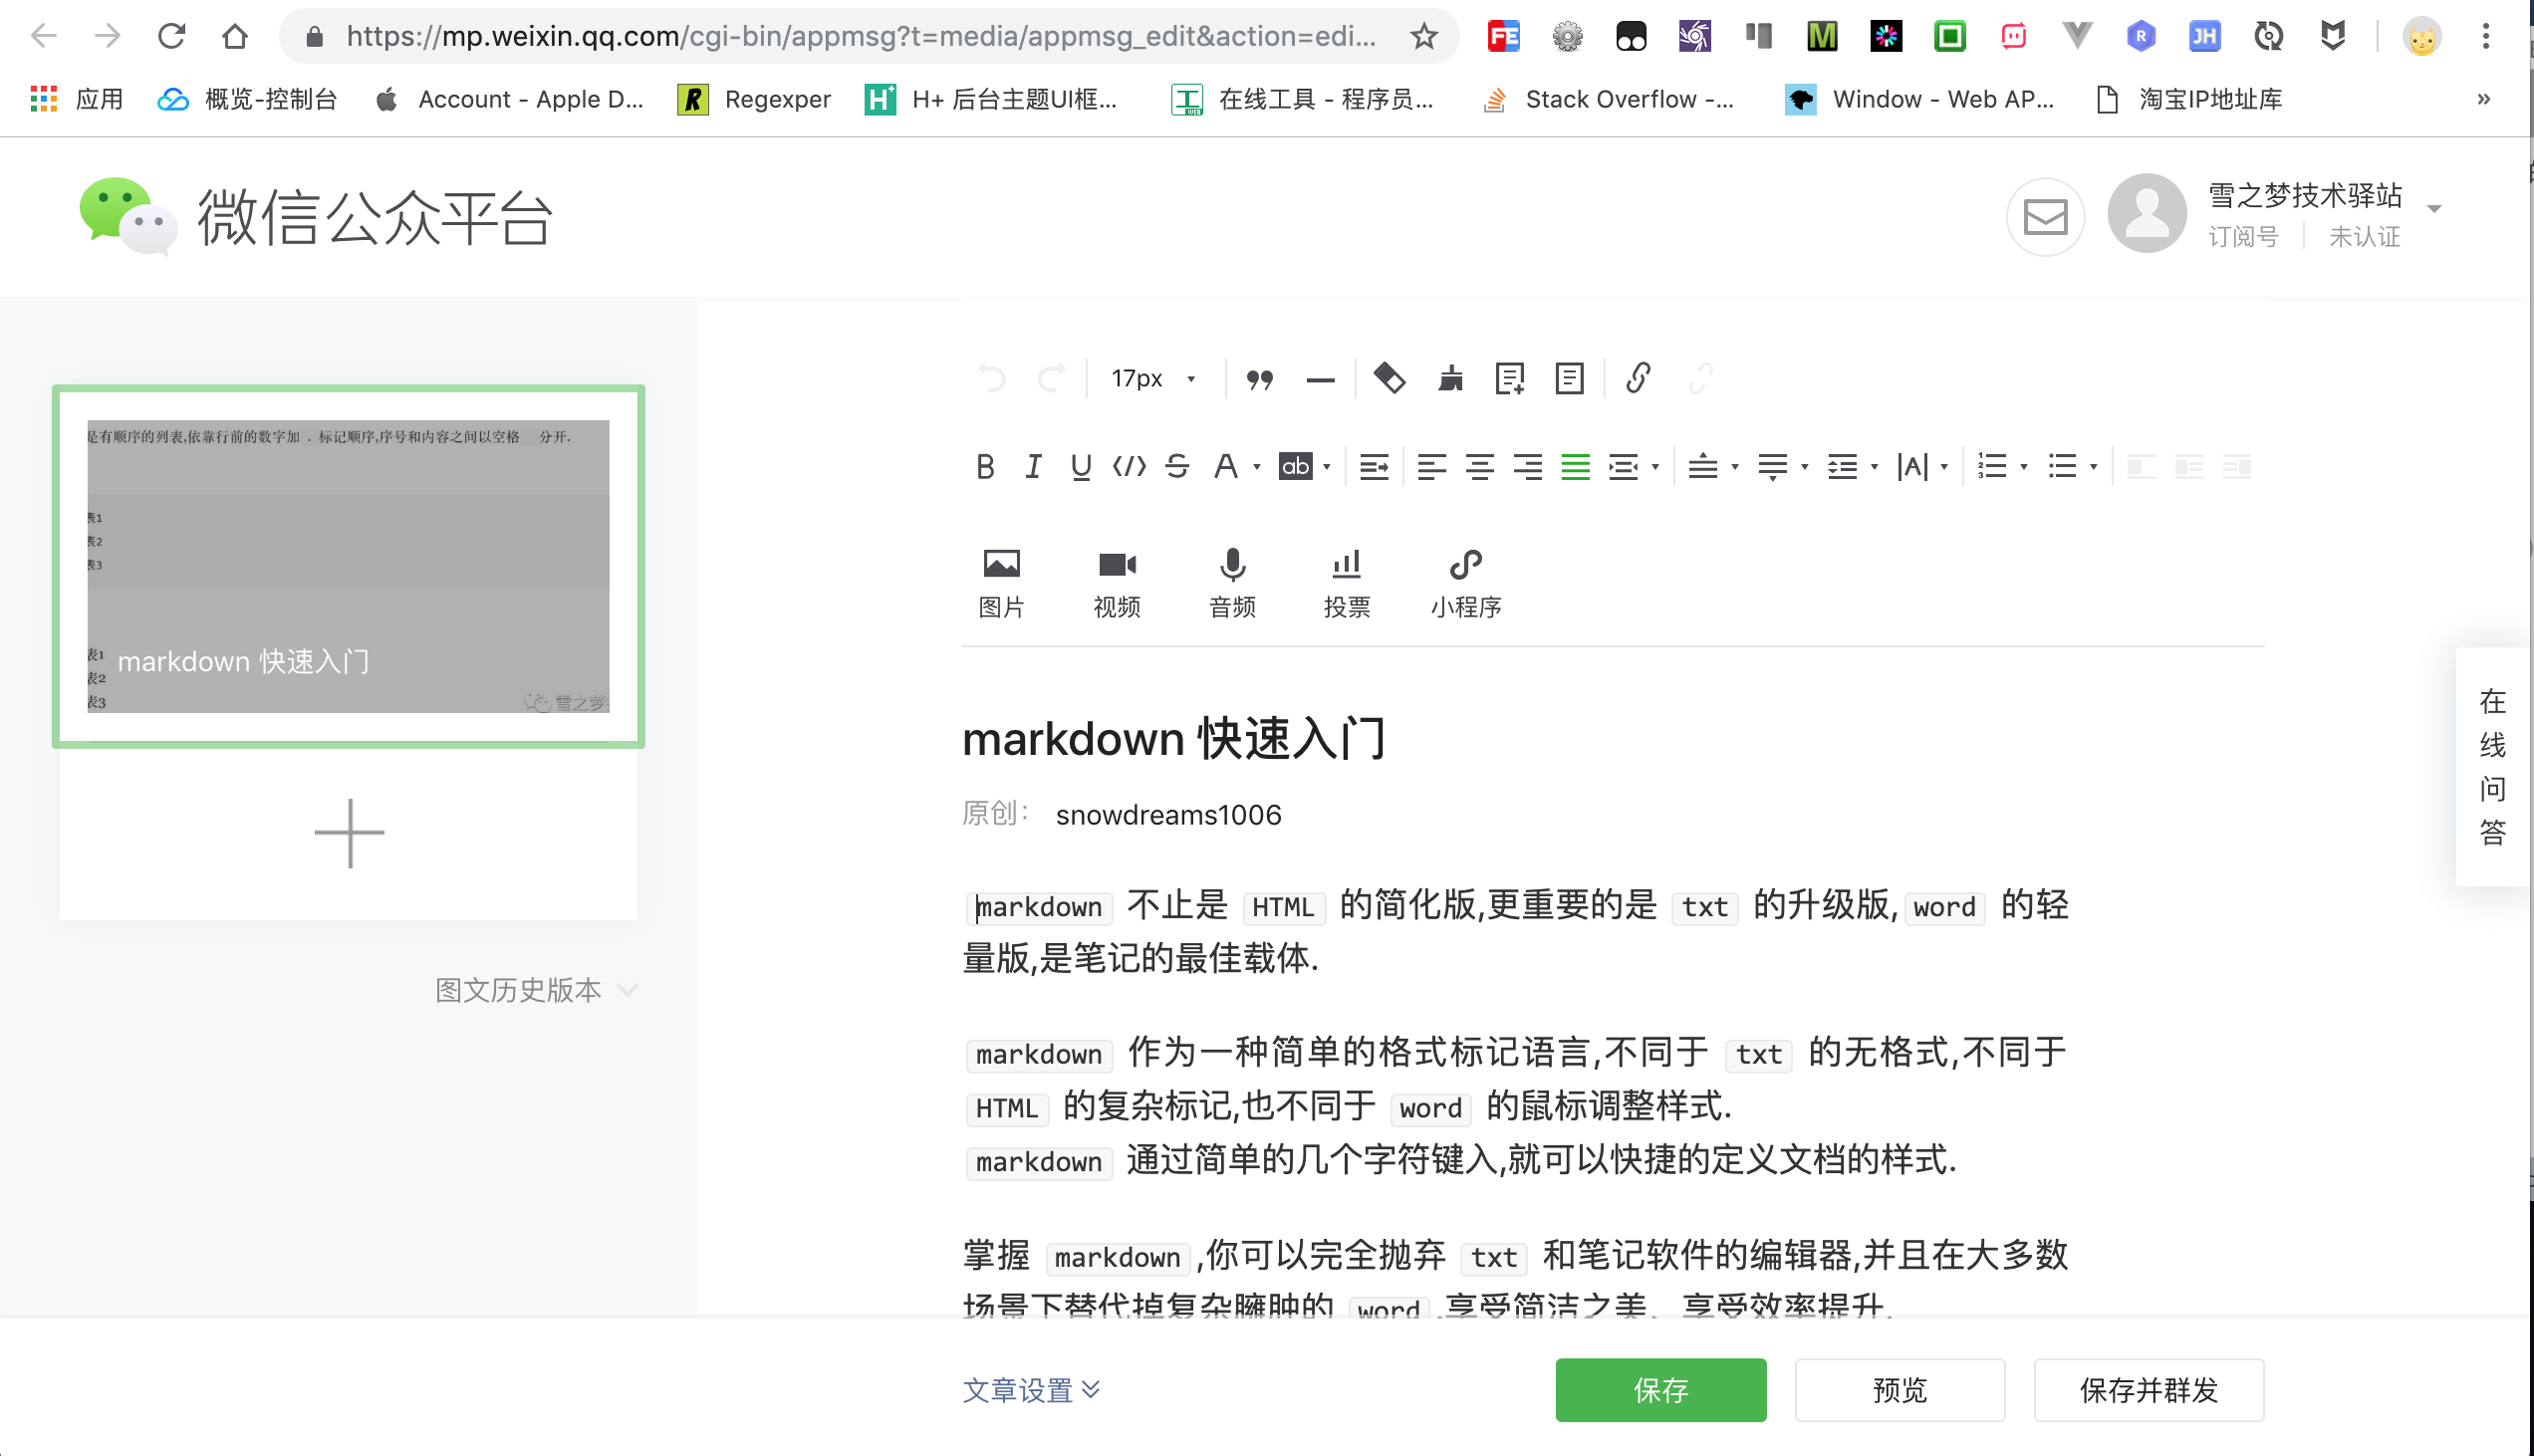 https://mp.weixin.qq.com/cgi-bin/appmsg?t=media/appmsg_edit&action=edi...
应用 概览-控制台 Account - Apple D... Regexper H+ 后台主题UI框... 在线工具 - 程序员... Stack Overflow -... Window - Web AP... 淘宝IP地址库 »
微信公众平台
雪之梦技术驿站
订阅号 未认证
是有顺序的列表,依靠行前的数字加 . 标记顺序,序号和内容之间以空格 分开.
表1
表2
表3
表1
markdown 快速入门
表2
表3
雪之梦
图文历史版本
17px
B I U </> S A ab |A|
图片 视频 音频 投票 小程序
markdown 快速入门
原创: snowdreams1006
markdown 不止是 HTML 的简化版,更重要的是 txt 的升级版, word 的轻
量版,是笔记的最佳载体.
markdown 作为一种简单的格式标记语言,不同于 txt 的无格式,不同于
HTML 的复杂标记,也不同于 word 的鼠标调整样式.
markdown 通过简单的几个字符键入,就可以快捷的定义文档的样式.
掌握 markdown ,你可以完全抛弃 txt 和笔记软件的编辑器,并且在大多数
场景下替代掉复杂臃肿的 word ,享受简洁之美、享受效率提升.
在
线
问
答
文章设置 保存 预览 保存并群发